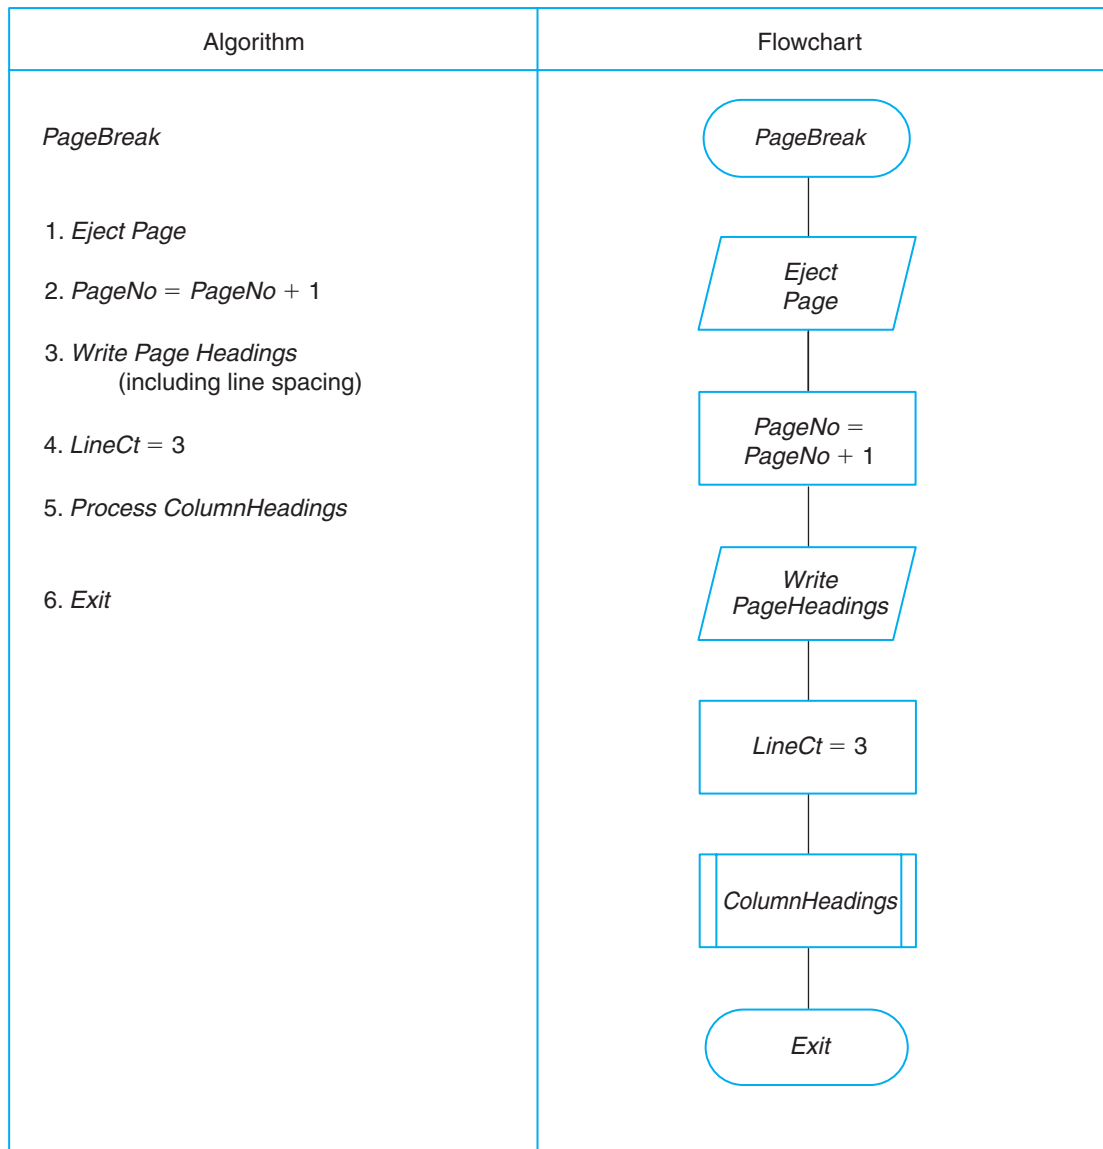 Algorithm
Flowchart
PageBreak
1. Eject Page
2. PageNo = PageNo + 1
3. Write Page Headings
(including line spacing)
4. LineCt = 3
5. Process ColumnHeadings
6. Exit
PageBreak
Eject
Page
PageNo =
PageNo + 1
Write
PageHeadings
LineCt = 3
ColumnHeadings
Exit